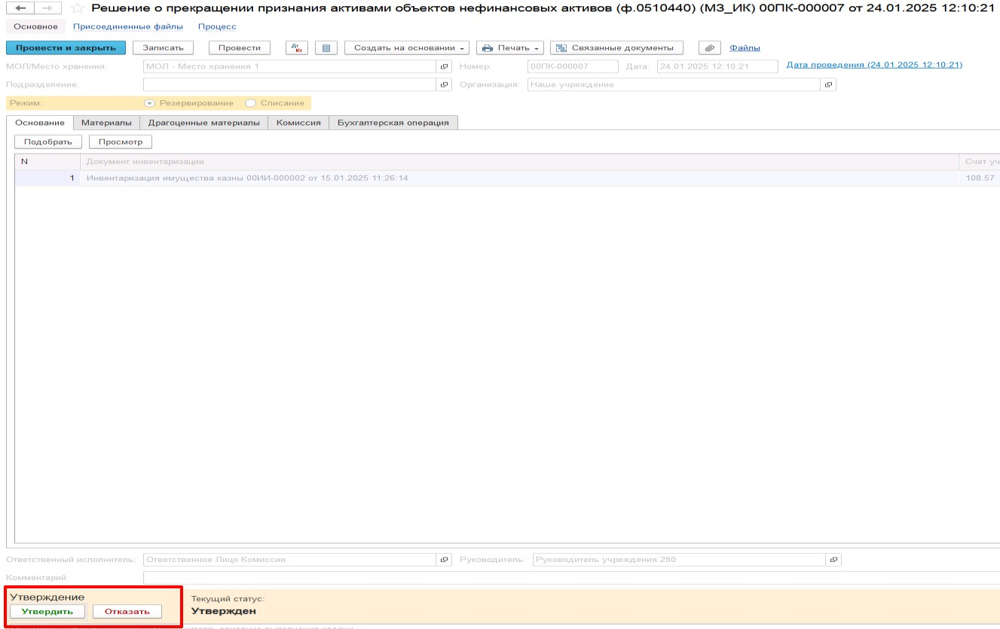 Решение о прекращении признания активами объектов нефинансовых активов (ф.0510440) (МЗ_ИК) 00ПК-000007 от 24.01.2025 12:10:21
Основное Присоединенные файлы Процесс
Провести и закрыть Записать Провести Дт Кт Создать на основании Печать Связанные документы Файлы
МОЛ/Место хранения: МОЛ - Место хранения 1 Номер: 00ПК-000007 Дата: 24.01.2025 12:10:21 Дата проведения (24.01.2025 12:10:21)
Подразделение: Организация: Наше учреждение
Режим: Резервирование Списание
Основание Материалы Драгоценные материалы Комиссия Бухгалтерская операция
Подобрать Просмотр
N Документ инвентаризации Счет уч
1 Инвентаризация имущества казны 00ИИ-000002 от 15.01.2025 11:26:14 108.57
Ответственный исполнитель: Ответственное Лицо Комиссии Руководитель: Руководитель учреждения 280
Комментарий:
Утверждение Текущий статус:
Утвердить Отказать Утвержден